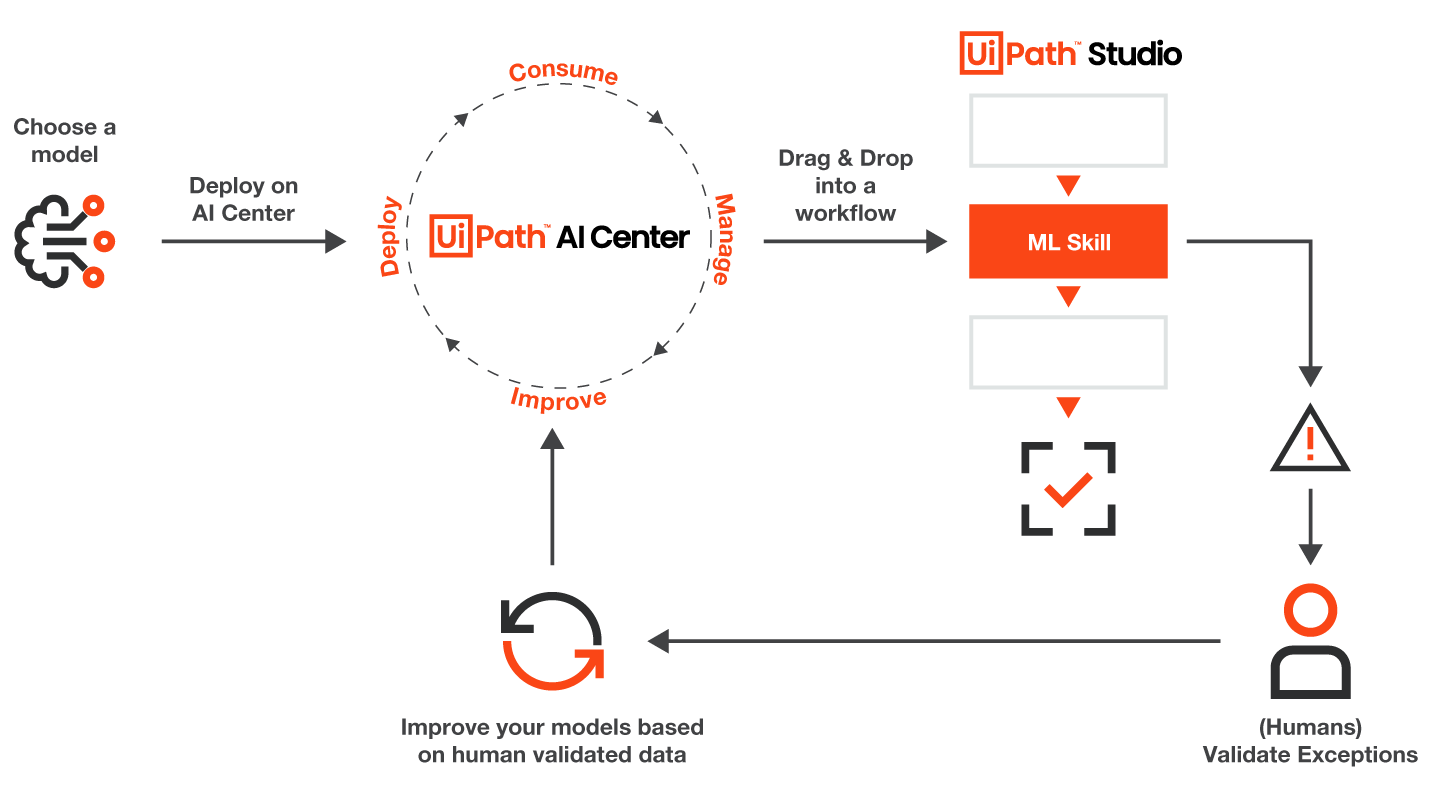 Choose a
model
Deploy on
AI Center
Consume
Deploy
UiPath™ AI Center
Manage
Improve
Drag & Drop
into a
workflow
UiPath™ Studio
ML Skill
!
Improve your models based
on human validated data
(Humans)
Validate Exceptions